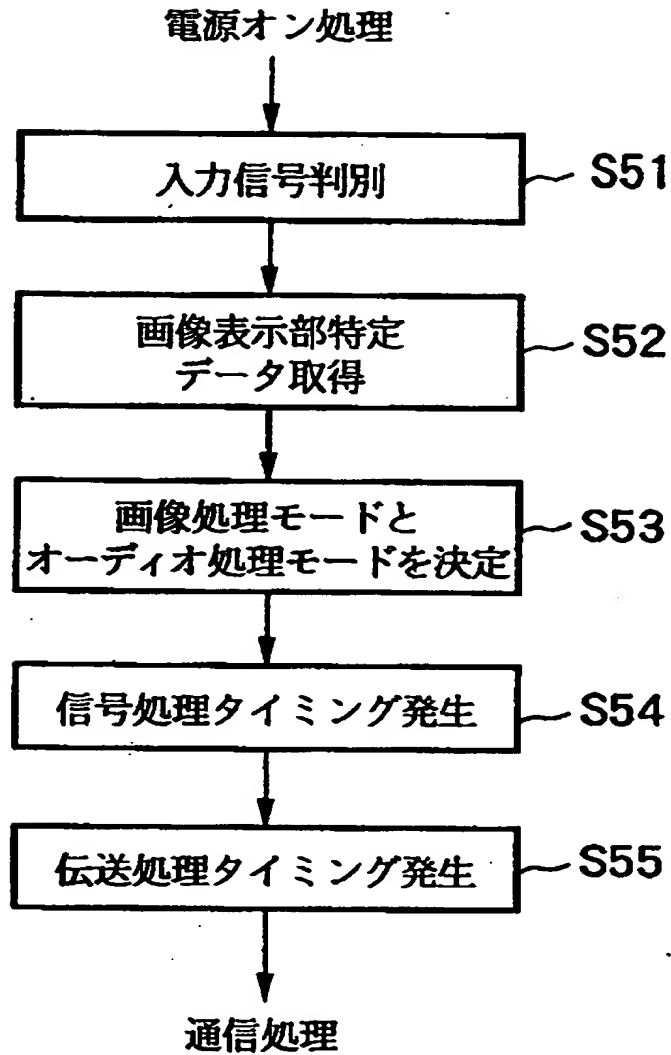 電源オン処理
入力信号判別
S51
画像表示部特定
データ取得
S52
画像処理モードと
オーディオ処理モードを決定
S53
信号処理タイミング発生
S54
伝送処理タイミング発生
S55
通信処理